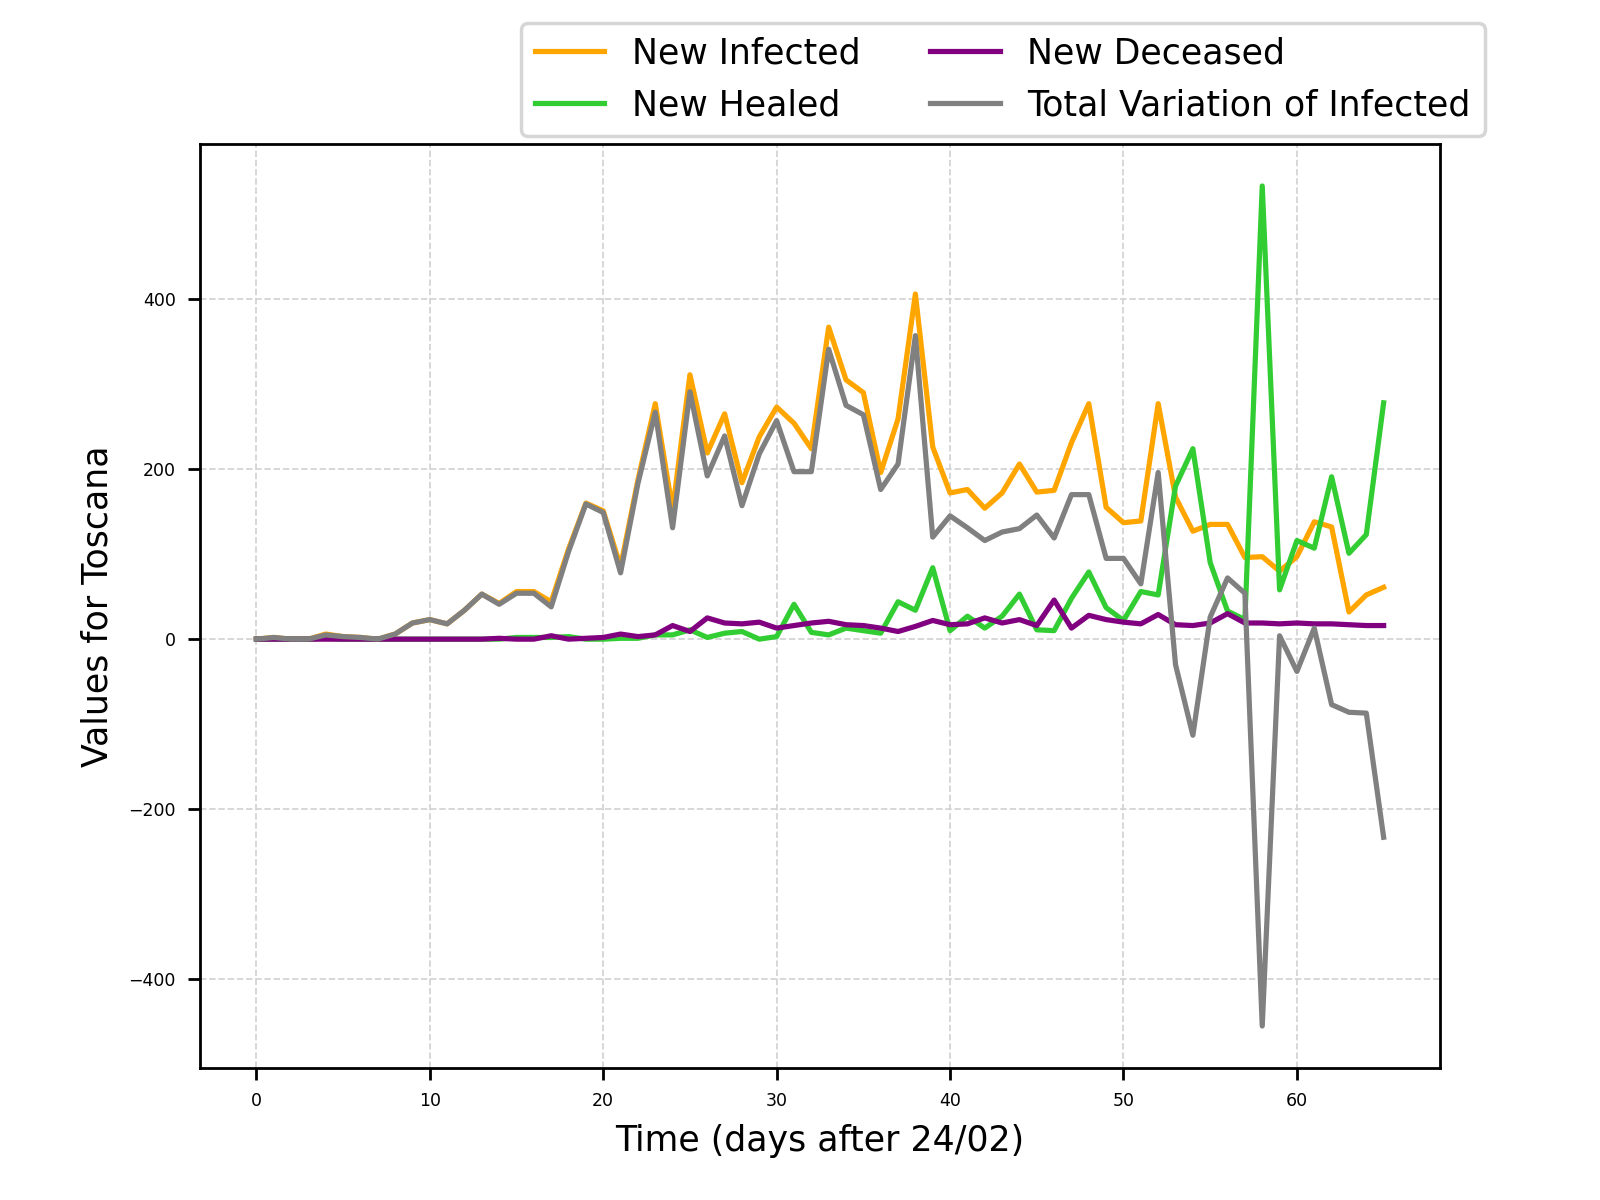 New Infected
New Healed
New Deceased
Total Variation of Infected
Values for Toscana
400
200
0
−200
−400
0 10 20 30 40 50 60
Time (days after 24/02)